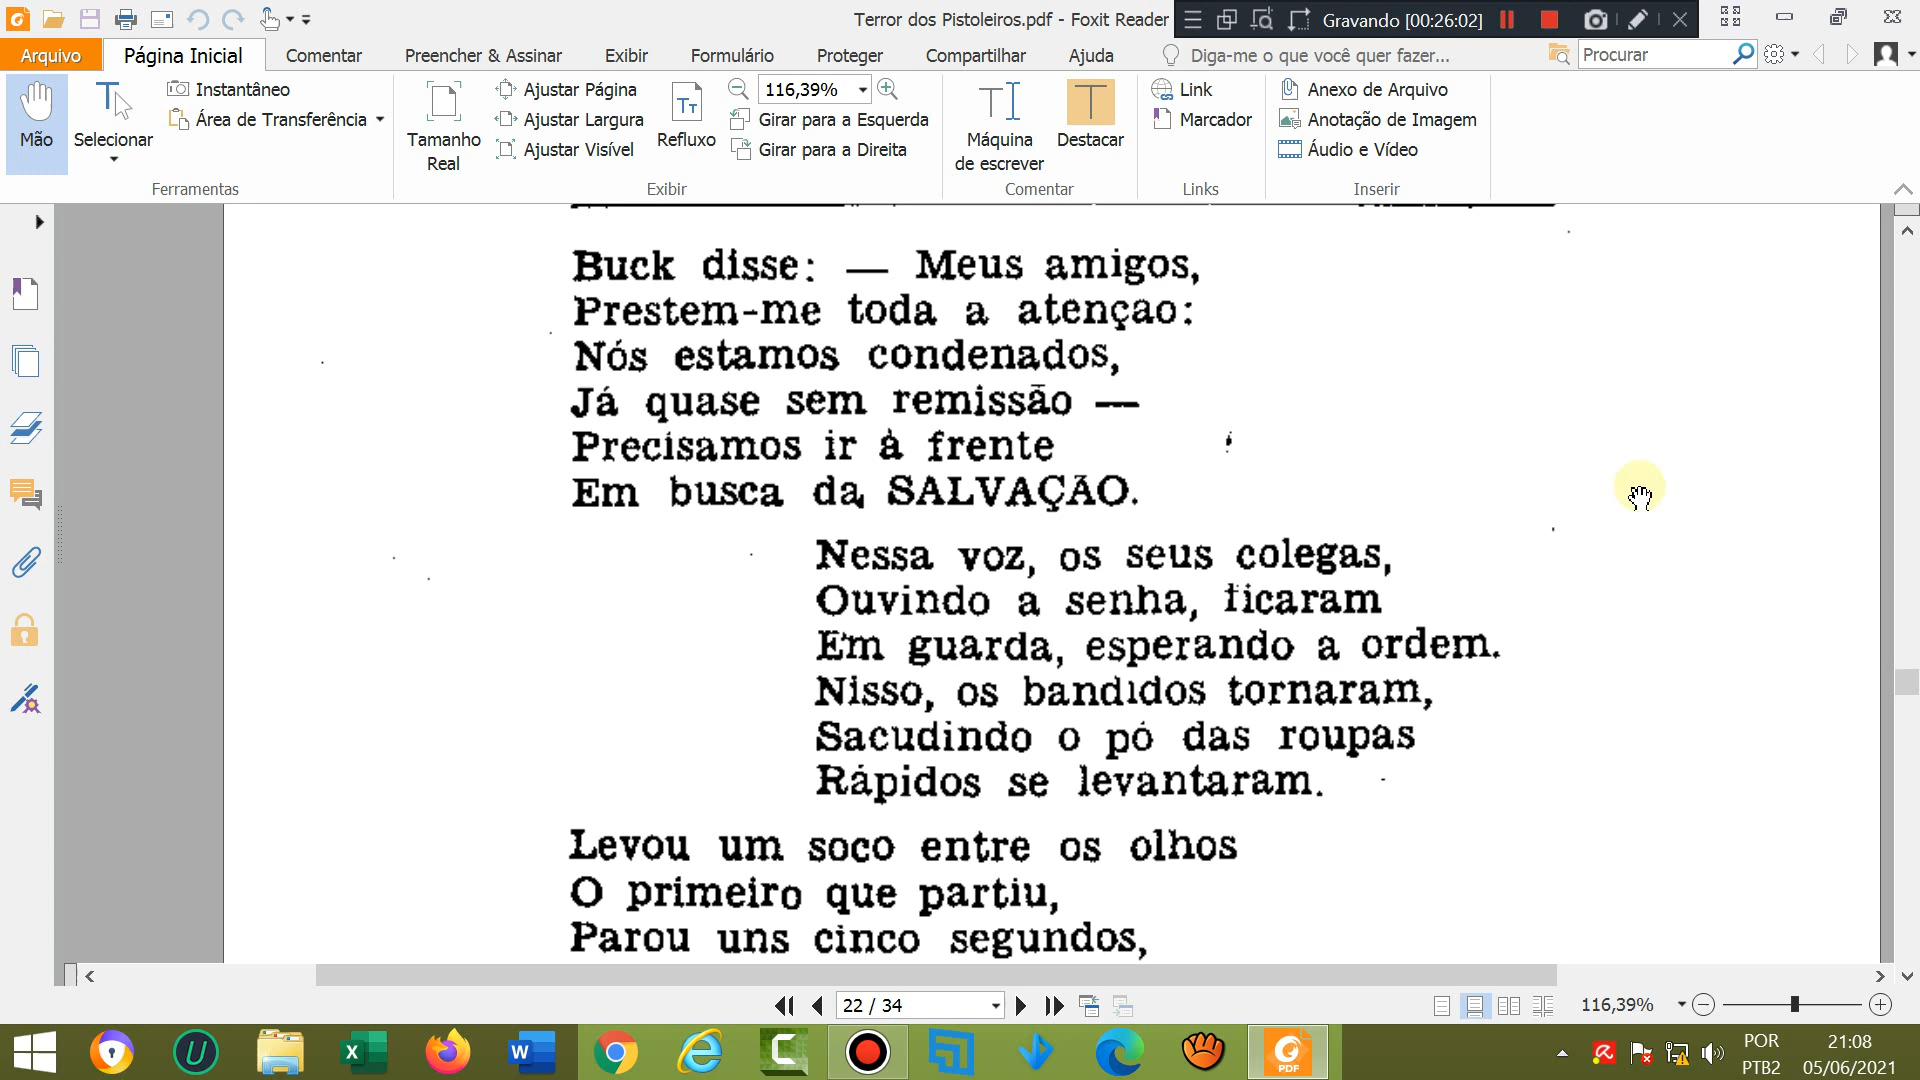 Terror dos Pistoleiros.pdf - Foxit Reader
Gravando [00:26:02]
Arquivo Página Inicial Comentar Preencher & Assinar Exibir Formulário Proteger Compartilhar Ajuda Diga-me o que você quer fazer... Procurar
Mão
Selecionar
Instantâneo
Área de Transferência
Ferramentas
Tamanho
Real
Ajustar Página
Ajustar Largura
Ajustar Visível
Refluxo
116,39%
Girar para a Esquerda
Girar para a Direita
Exibir
Máquina
de escrever
Destacar
Comentar
Link
Marcador
Links
Anexo de Arquivo
Anotação de Imagem
Áudio e Vídeo
Inserir
Buck disse: — Meus amigos,
Prestem-me toda a atençao:
Nós estamos condenados,
Já quase sem remissão —
Precisamos ir à frente
Em busca da SALVAÇÃO.
Nessa voz, os seus colegas,
Ouvindo a senha, ficaram
Em guarda, esperando a ordem.
Nisso, os bandidos tornaram,
Sacudindo o pó das roupas
Rápidos se levantaram.
Levou um soco entre os olhos
O primeiro que partiu,
Parou uns cinco segundos,
22 / 34
116,39%
POR
PTB2
21:08
05/06/2021
PDF